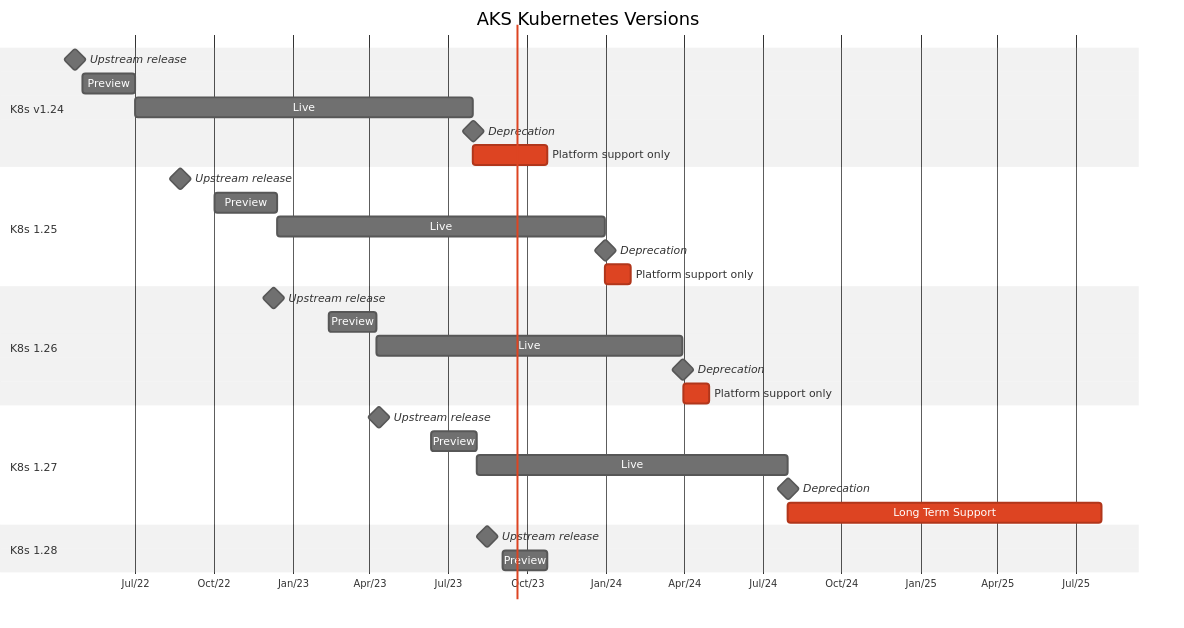 AKS Kubernetes Versions
Upstream release
Preview
K8s v1.24
Live
Deprecation
Platform support only
Upstream release
Preview
K8s 1.25
Live
Deprecation
Platform support only
Upstream release
Preview
K8s 1.26
Live
Deprecation
Platform support only
Upstream release
Preview
K8s 1.27
Live
Deprecation
Long Term Support
Upstream release
K8s 1.28
Preview
Jul/22 Oct/22 Jan/23 Apr/23 Jul/23 Oct/23 Jan/24 Apr/24 Jul/24 Oct/24 Jan/25 Apr/25 Jul/25